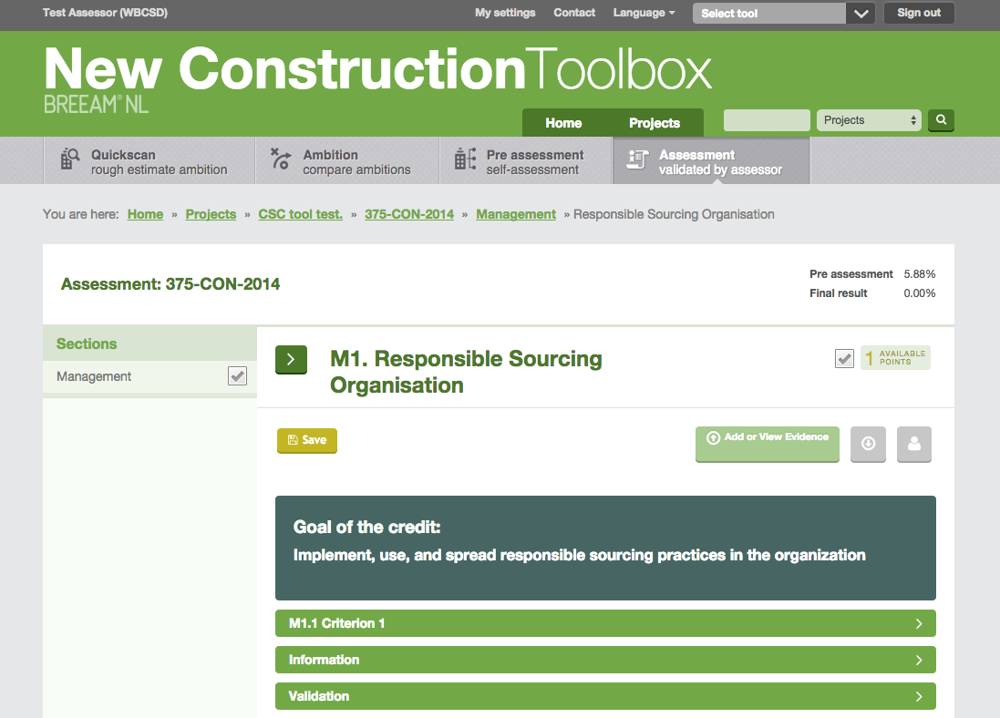 Test Assessor (WBCSD) My settings Contact Language Select tool Sign out
New ConstructionToolbox
BREEAM® NL
Home Projects Projects
Quickscan
rough estimate ambition
Ambition
compare ambitions
Pre assessment
self-assessment
Assessment
validated by assessor
You are here: Home » Projects » CSC tool test. » 375-CON-2014 » Management » Responsible Sourcing Organisation
Assessment: 375-CON-2014
Pre assessment 5.88%
Final result 0.00%
Sections
Management
M1. Responsible Sourcing
Organisation
1 AVAILABLE
POINTS
Save
Add or View Evidence
Goal of the credit:
Implement, use, and spread responsible sourcing practices in the organization
M1.1 Criterion 1
Information
Validation